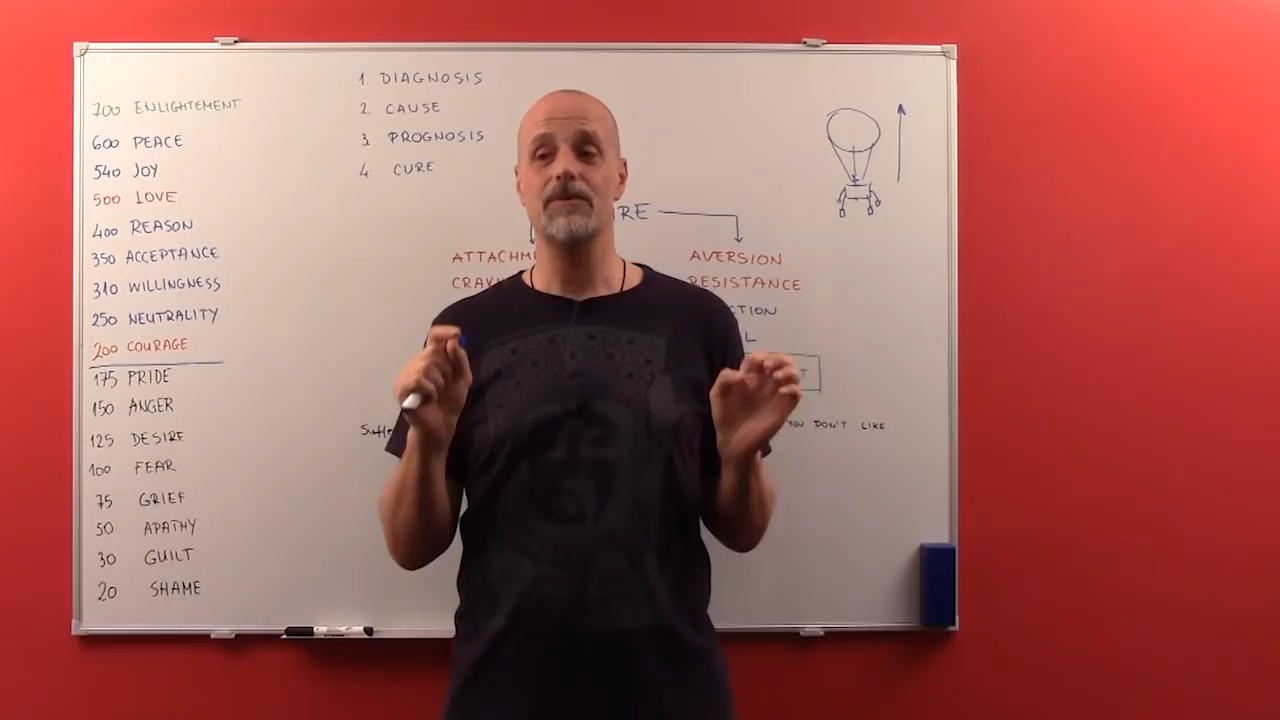 700 ENLIGHTEMENT
600 PEACE
540 JOY
500 LOVE
400 REASON
350 ACCEPTANCE
310 WILLINGNESS
250 NEUTRALITY
200 COURAGE
175 PRIDE
150 ANGER
125 DESIRE
100 FEAR
75 GRIEF
50 APATHY
30 GUILT
20 SHAME
1. DIAGNOSIS
2. CAUSE
3. PROGNOSIS
4. CURE
AVERSION
RESISTANCE
YOU DON'T LIKE